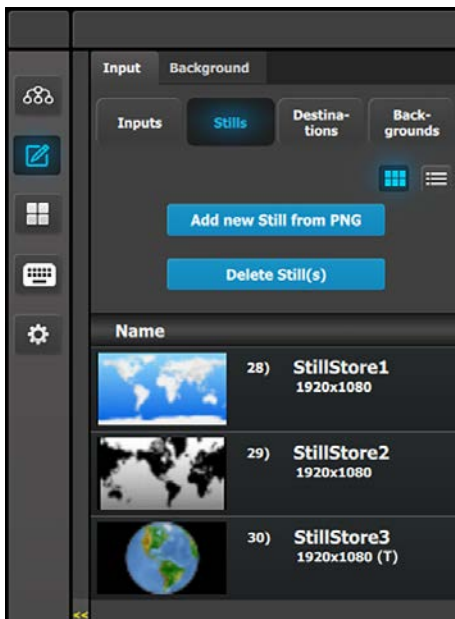 Input Background
Inputs Stills Destina-
tions Back-
grounds
Add new Still from PNG
Delete Still(s)
Name
28) StillStore1
1920x1080
29) StillStore2
1920x1080
30) StillStore3
1920x1080 (T)
<<